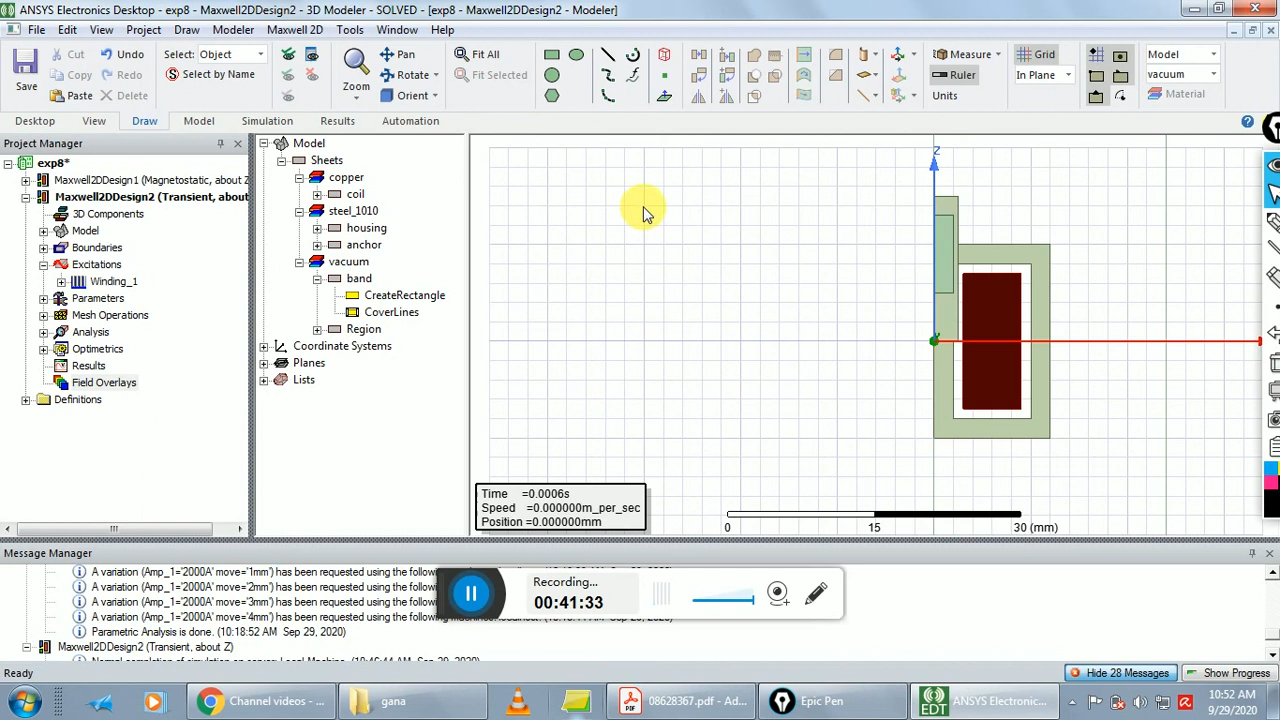 ANSYS Electronics Desktop - exp8 - Maxwell2DDesign2 - 3D Modeler - SOLVED - [exp8 - Maxwell2DDesign2 - Modeler]
File Edit View Project Draw Modeler Maxwell 2D Tools Window Help
Save
Cut
Copy
Paste
Undo
Redo
Delete
Select: Object
Select by Name
Zoom
Pan
Rotate
Orient
Fit All
Fit Selected
Measure
Ruler
Units
Grid
In Plane
Model
vacuum
Material
Desktop View Draw Model Simulation Results Automation
Project Manager
exp8*
Maxwell2DDesign1 (Magnetostatic, about Z
Maxwell2DDesign2 (Transient, about
3D Components
Model
Boundaries
Excitations
Winding_1
Parameters
Mesh Operations
Analysis
Optimetrics
Results
Field Overlays
Definitions
Model
Sheets
copper
coil
steel_1010
housing
anchor
vacuum
band
CreateRectangle
CoverLines
Region
Coordinate Systems
Planes
Lists
Z
Time =0.0006s
Speed =0.000000m_per_sec
Position =0.000000mm
0 15 30 (mm)
Message Manager
A variation (Amp_1='2000A' move='1mm') has been requested using the following
A variation (Amp_1='2000A' move='2mm') has been requested using the following
A variation (Amp_1='2000A' move='3mm') has been requested using the following
A variation (Amp_1='2000A' move='4mm') has been requested using the following
Parametric Analysis is done. (10:18:52 AM Sep 29, 2020)
Maxwell2DDesign2 (Transient, about Z)
Recording...
00:41:33
Ready
Hide 28 Messages
Show Progress
Channel videos - ...
gana
08628367.pdf - Ad...
Epic Pen
EDT
ANSYS Electronic...
10:52 AM
9/29/2020